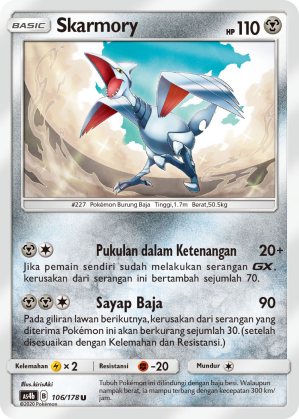 BASIC Skarmory HP 110
#227 Pokémon Burung Baja Tinggi, 1.7m Berat, 50.5kg
Pukulan dalam Ketenangan 20+
Jika pemain sendiri sudah melakukan serangan GX,
kerusakan dari serangan ini bertambah sejumlah 70.
Sayap Baja 90
Pada giliran lawan berikutnya, kerusakan dari serangan yang
diterima Pokémon ini akan berkurang sejumlah 30. (setelah
disesuaikan dengan Kelemahan dan Resistansi.)
Kelemahan ×2 Resistansi -20 Mundur
Illus. kirisAki
AS4b B 106/178 U
©2020 Pokémon
Tubuh Pokémon ini dilindungi dengan baju besi. Walaupun
nampak berat, ia mampu terbang dengan kecepatan 300 km/
jam.